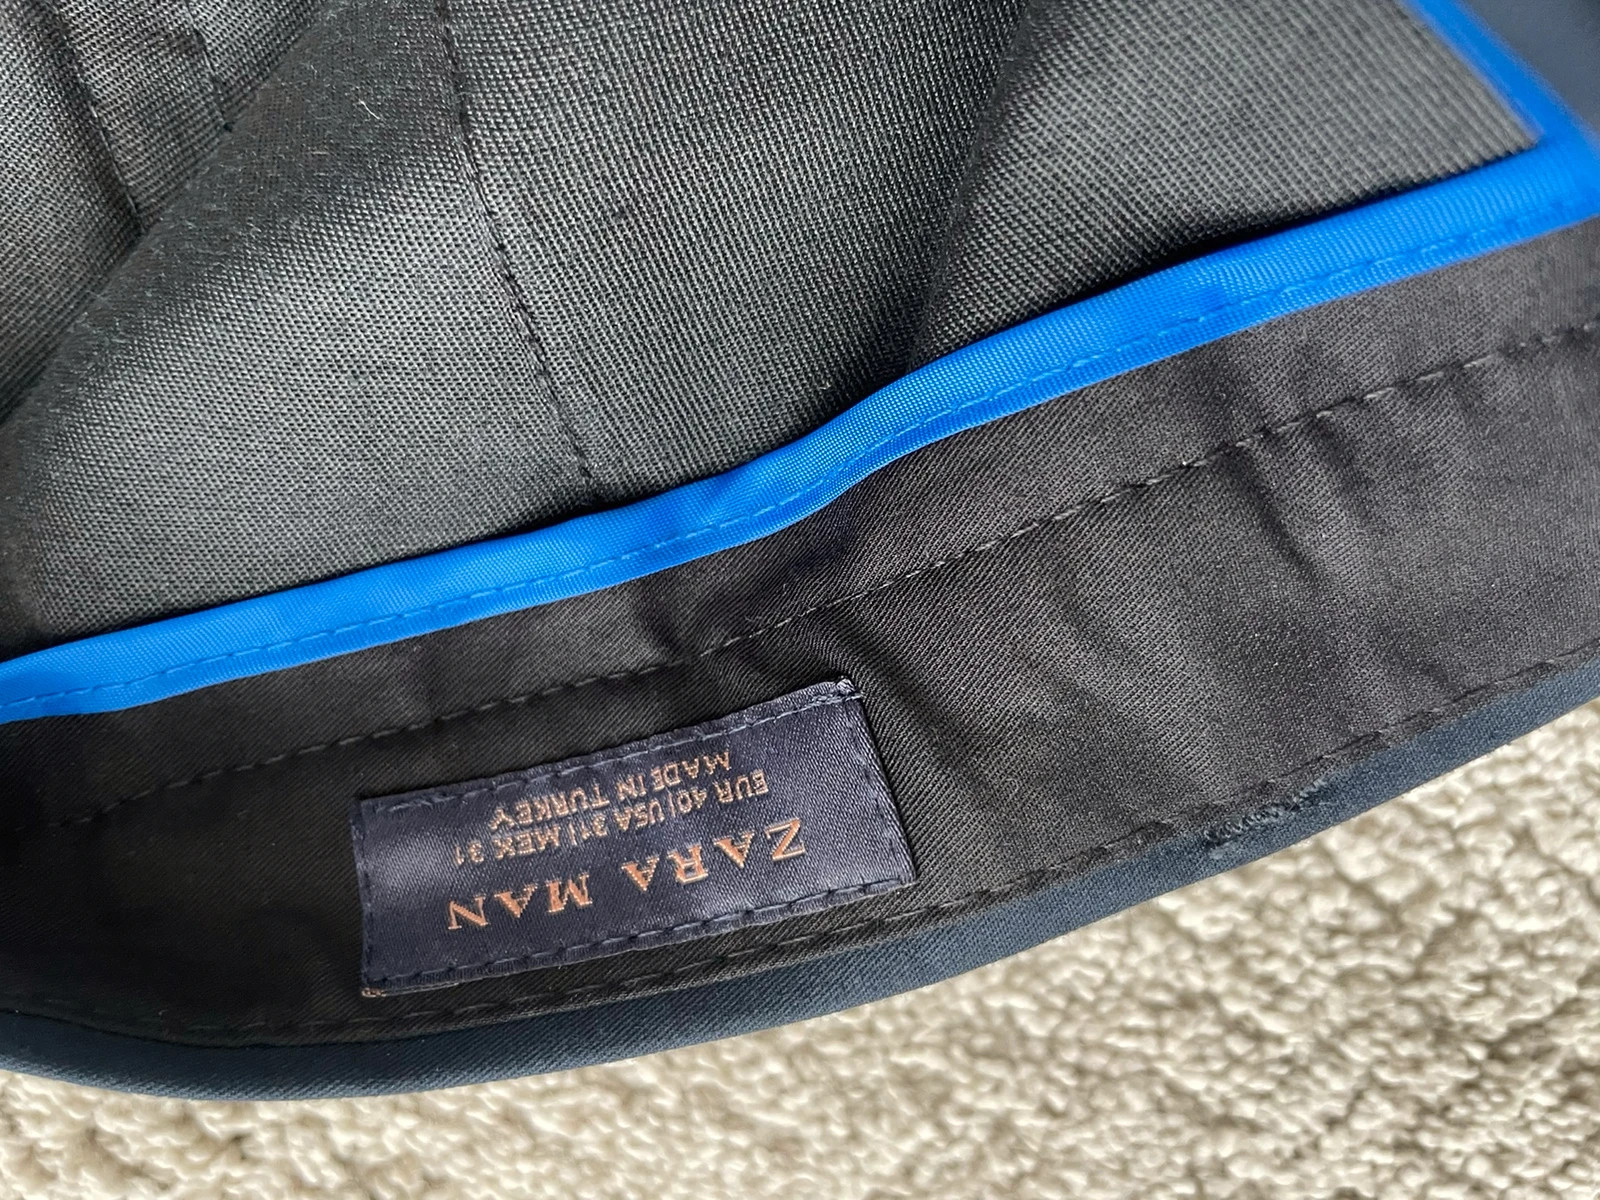 ZARA MAN
EUR 40|USA 31|MEX 31
MADE IN TURKEY